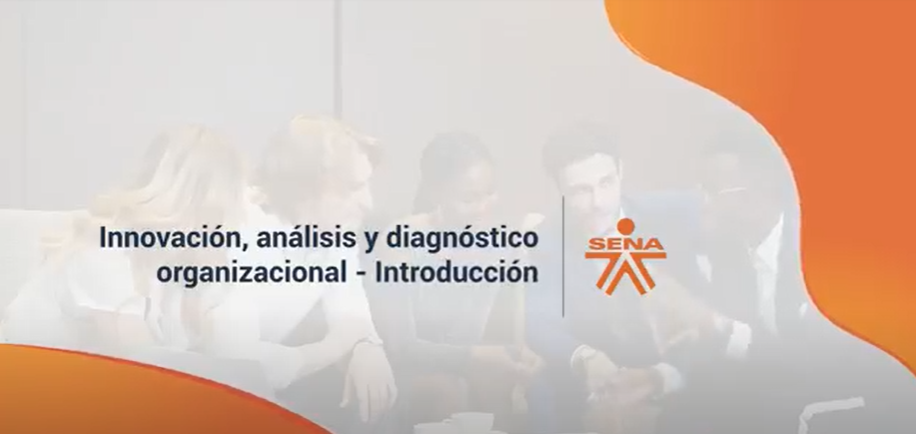 Innovación, análisis y diagnóstico
organizacional - Introducción
SENA